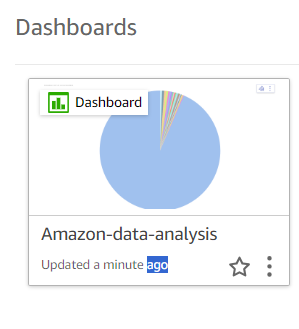 Dashboards
Dashboard
Amazon-data-analysis
Updated a minute ago